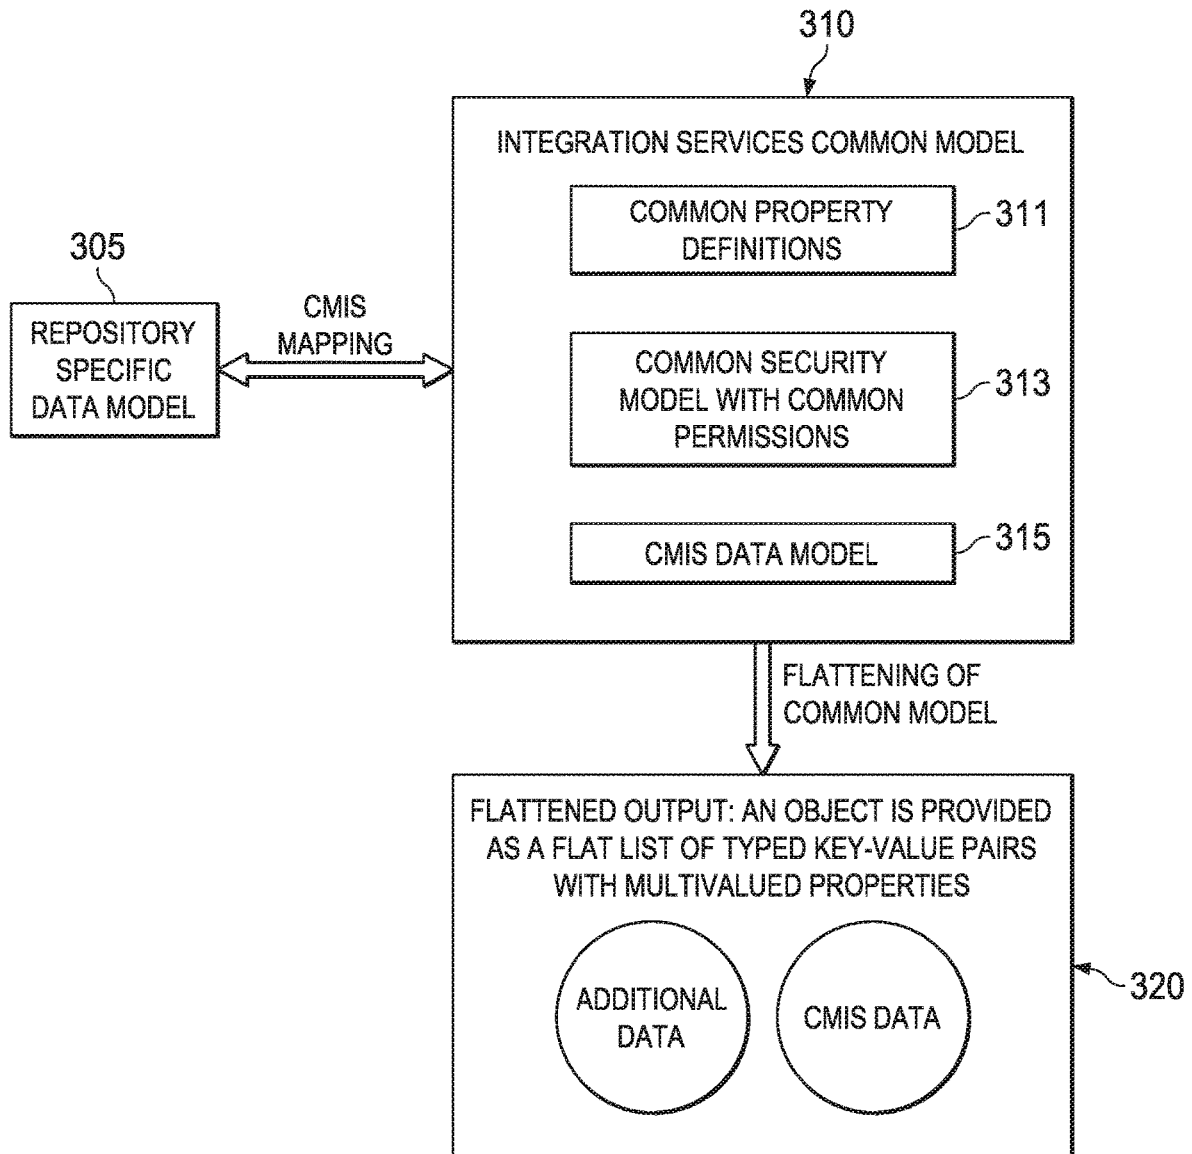 310
INTEGRATION SERVICES COMMON MODEL
COMMON PROPERTY
DEFINITIONS
311
305
REPOSITORY
SPECIFIC
DATA MODEL
CMIS
MAPPING
COMMON SECURITY
MODEL WITH COMMON
PERMISSIONS
313
CMIS DATA MODEL
315
FLATTENING OF
COMMON MODEL
FLATTENED OUTPUT: AN OBJECT IS PROVIDED
AS A FLAT LIST OF TYPED KEY-VALUE PAIRS
WITH MULTIVALUED PROPERTIES
ADDITIONAL
DATA
CMIS DATA
320